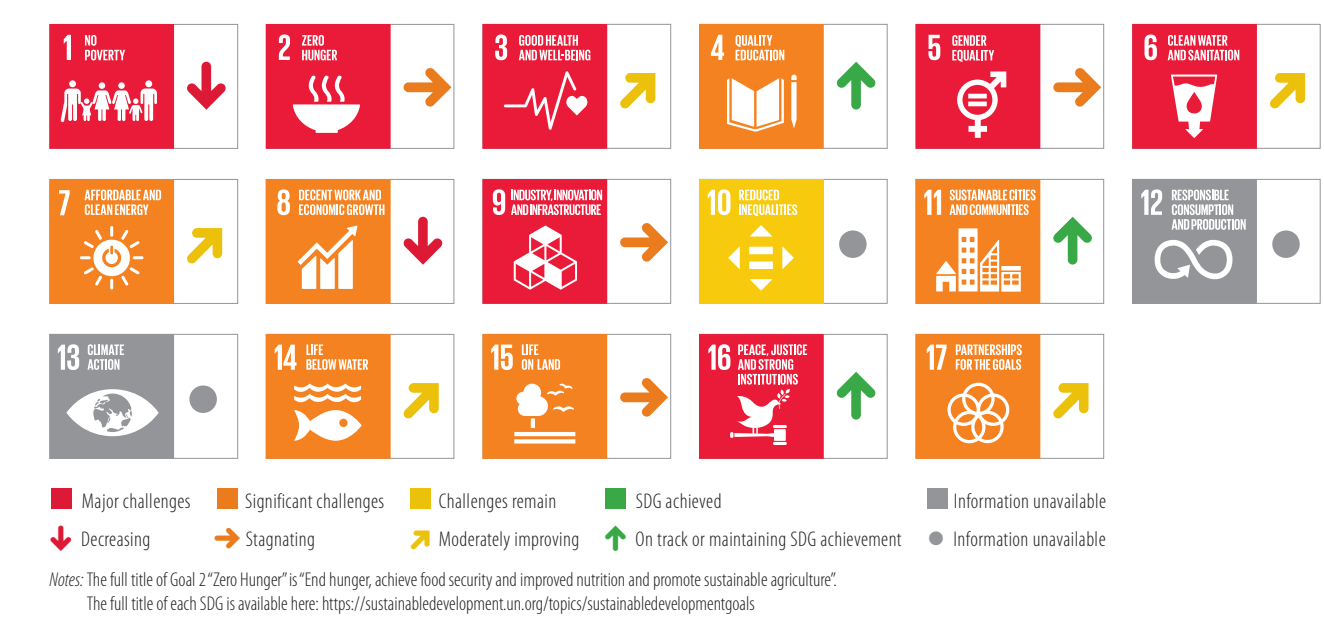 1 NO
POVERTY
2 ZERO
HUNGER
3 GOOD HEALTH
AND WELL-BEING
4 QUALITY
EDUCATION
5 GENDER
EQUALITY
6 CLEAN WATER
AND SANITATION
7 AFFORDABLE AND
CLEAN ENERGY
8 DECENT WORK AND
ECONOMIC GROWTH
9 INDUSTRY, INNOVATION
AND INFRASTRUCTURE
10 REDUCED
INEQUALITIES
11 SUSTAINABLE CITIES
AND COMMUNITIES
12 RESPONSIBLE
CONSUMPTION
AND PRODUCTION
13 CLIMATE
ACTION
14 LIFE
BELOW WATER
15 LIFE
ON LAND
16 PEACE, JUSTICE
AND STRONG
INSTITUTIONS
17 PARTNERSHIPS
FOR THE GOALS
Major challenges Significant challenges Challenges remain SDG achieved Information unavailable
Decreasing Stagnating Moderately improving On track or maintaining SDG achievement Information unavailable
Notes: The full title of Goal 2 “Zero Hunger” is “End hunger, achieve food security and improved nutrition and promote sustainable agriculture”.
The full title of each SDG is available here: https://sustainabledevelopment.un.org/topics/sustainabledevelopmentgoals